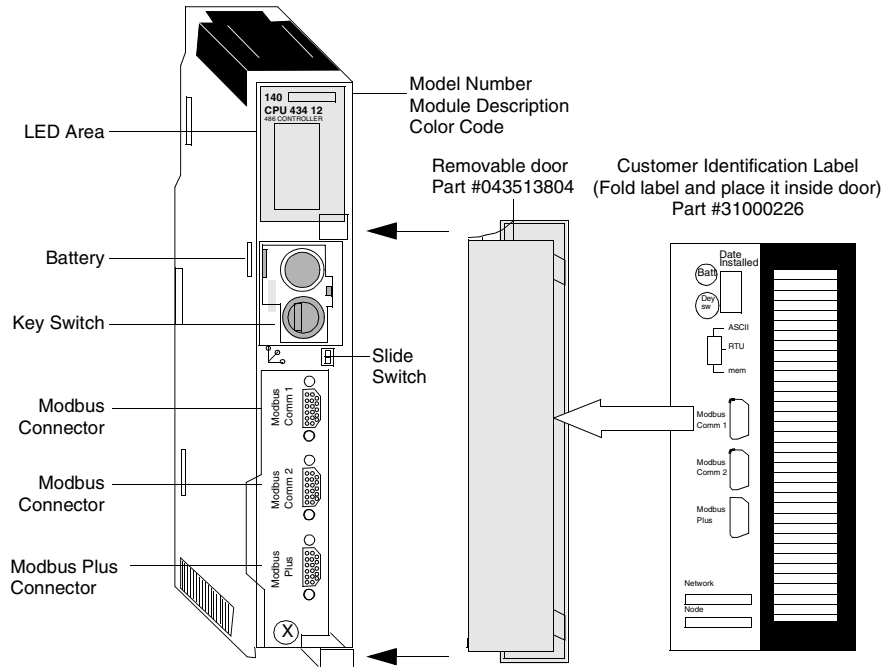 140
CPU 434 12
486 CONTROLLER
LED Area
Model Number
Module Description
Color Code
Removable door
Part #043513804
Customer Identification Label
(Fold label and place it inside door)
Part #31000226
Battery
Key Switch
Slide
Switch
Modbus
Connector
Modbus
Connector
Modbus Plus
Connector
Modbus
Comm 1
Modbus
Comm 2
Modbus
Plus
X
Date
Installed
Batt
Dey
sw
ASCII
RTU
mem
Modbus
Comm 1
Modbus
Comm 2
Modbus
Plus
Network
Node